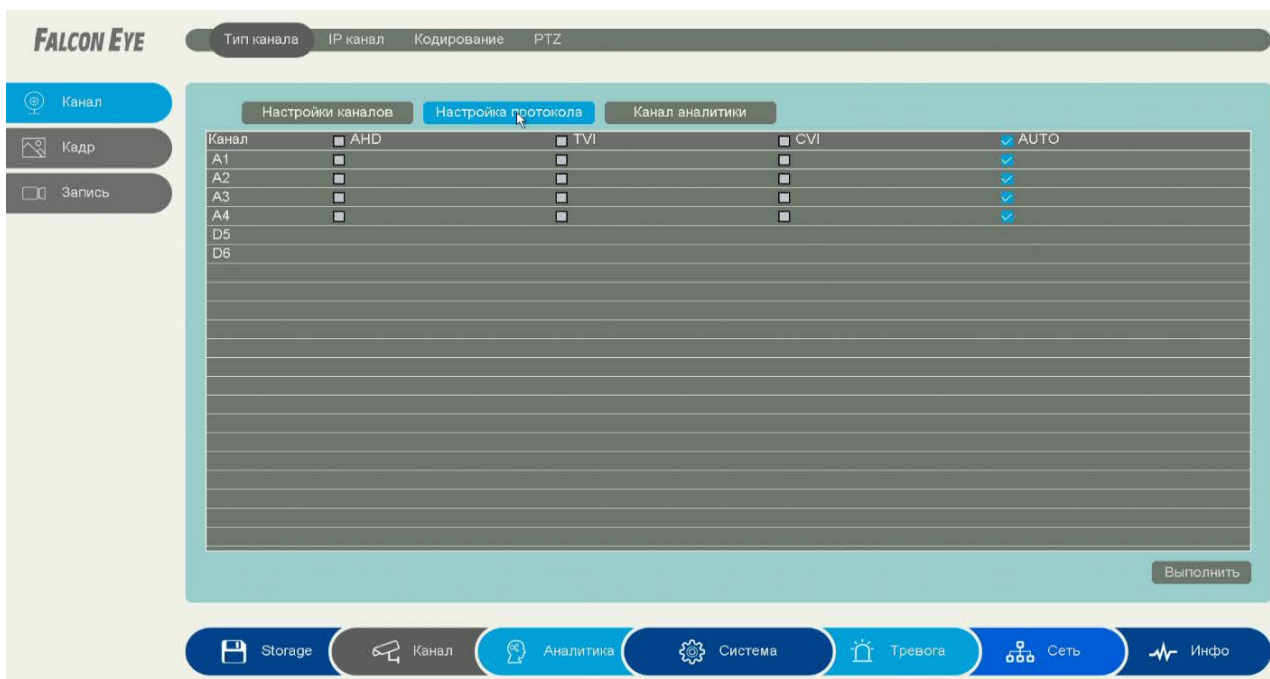 FALCON EYE
Тип канала IP канал Кодирование PTZ
Канал
Кадр
Запись
Настройки каналов Настройка протокола Канал аналитики
Канал AHD TVI CVI AUTO
A1
A2
A3
A4
D5
D6
Выполнить
Storage Канал Аналитика Система Тревога Сеть Инфо